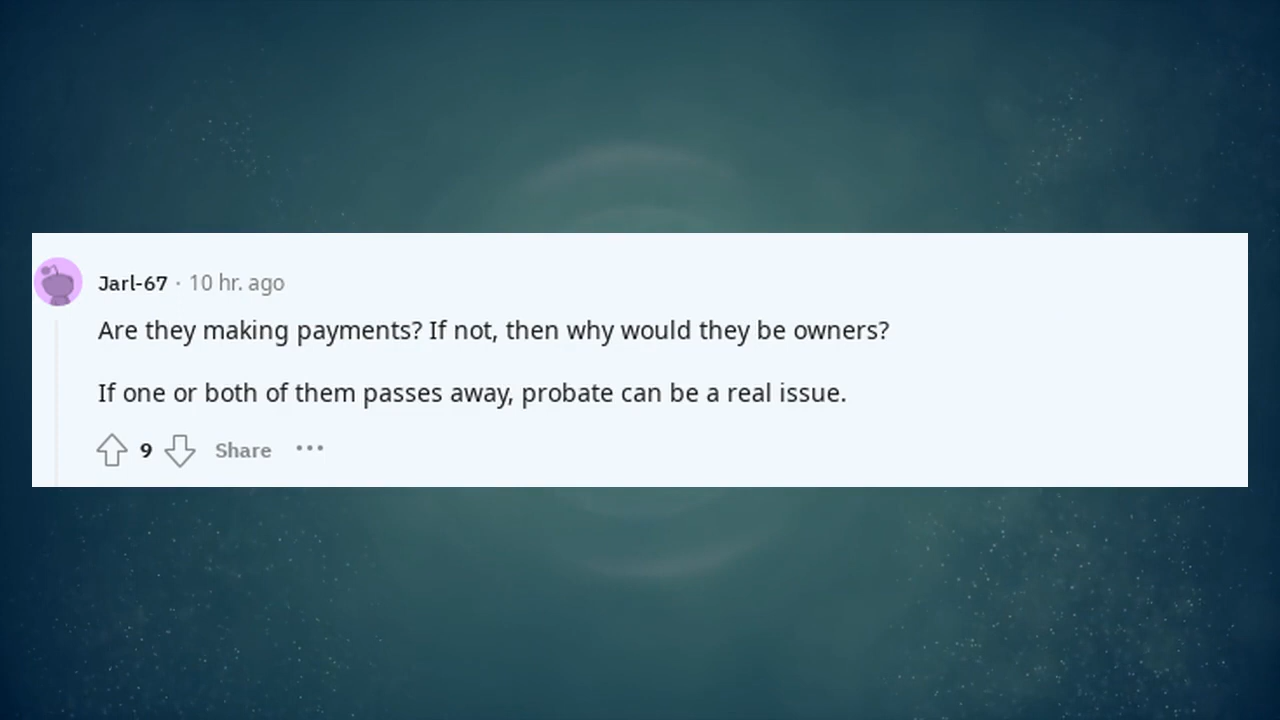 Jarl-67 · 10 hr. ago
Are they making payments? If not, then why would they be owners?
If one or both of them passes away, probate can be a real issue.
9 Share •••